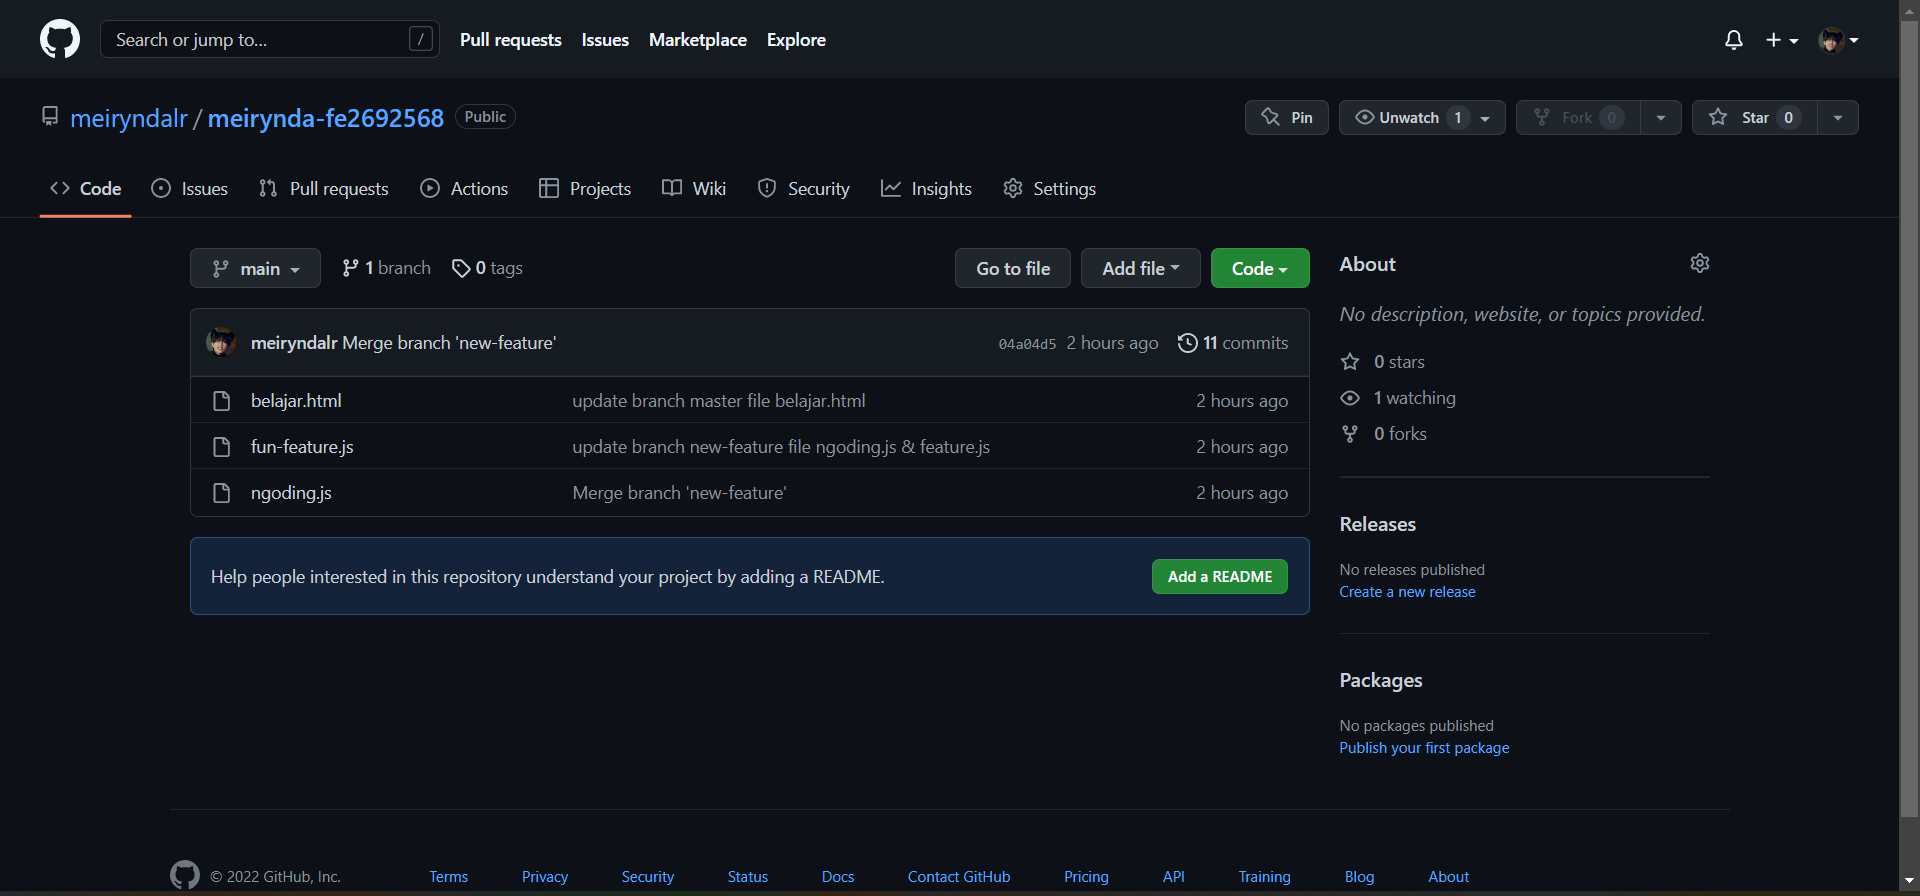 Search or jump to... /
Pull requests Issues Marketplace Explore
meiryndalr / meirynda-fe2692568 Public
Pin Unwatch 1 Fork 0 Star 0
Code Issues Pull requests Actions Projects Wiki Security Insights Settings
main 1 branch 0 tags Go to file Add file Code
meiryndalr Merge branch 'new-feature' 04a04d5 2 hours ago 11 commits
belajar.html update branch master file belajar.html 2 hours ago
fun-feature.js update branch new-feature file ngoding.js & feature.js 2 hours ago
ngoding.js Merge branch 'new-feature' 2 hours ago
Help people interested in this repository understand your project by adding a README. Add a README
About
No description, website, or topics provided.
0 stars
1 watching
0 forks
Releases
No releases published
Create a new release
Packages
No packages published
Publish your first package
© 2022 GitHub, Inc. Terms Privacy Security Status Docs Contact GitHub Pricing API Training Blog About